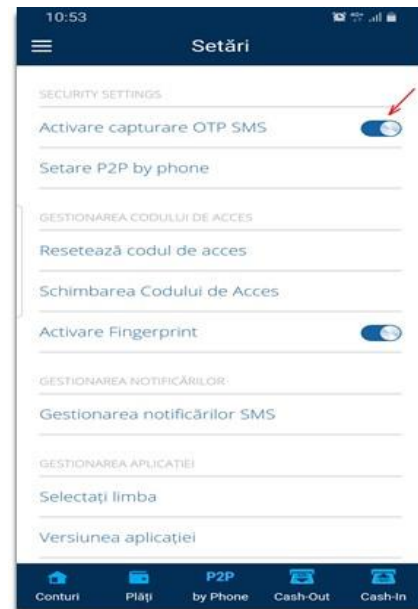 10:53
Setări
SECURITY SETTINGS
Activare capturare OTP SMS
Setare P2P by phone
GESTIONAREA CODULUI DE ACCES
Resetează codul de acces
Schimbarea Codului de Acces
Activare Fingerprint
GESTIONAREA NOTIFICĂRILOR
Gestionarea notificărilor SMS
GESTIONAREA APLICAȚIEI
Selectați limba
Versiunea aplicației
Conturi
Plăți
P2P
by Phone
Cash-Out
Cash-In